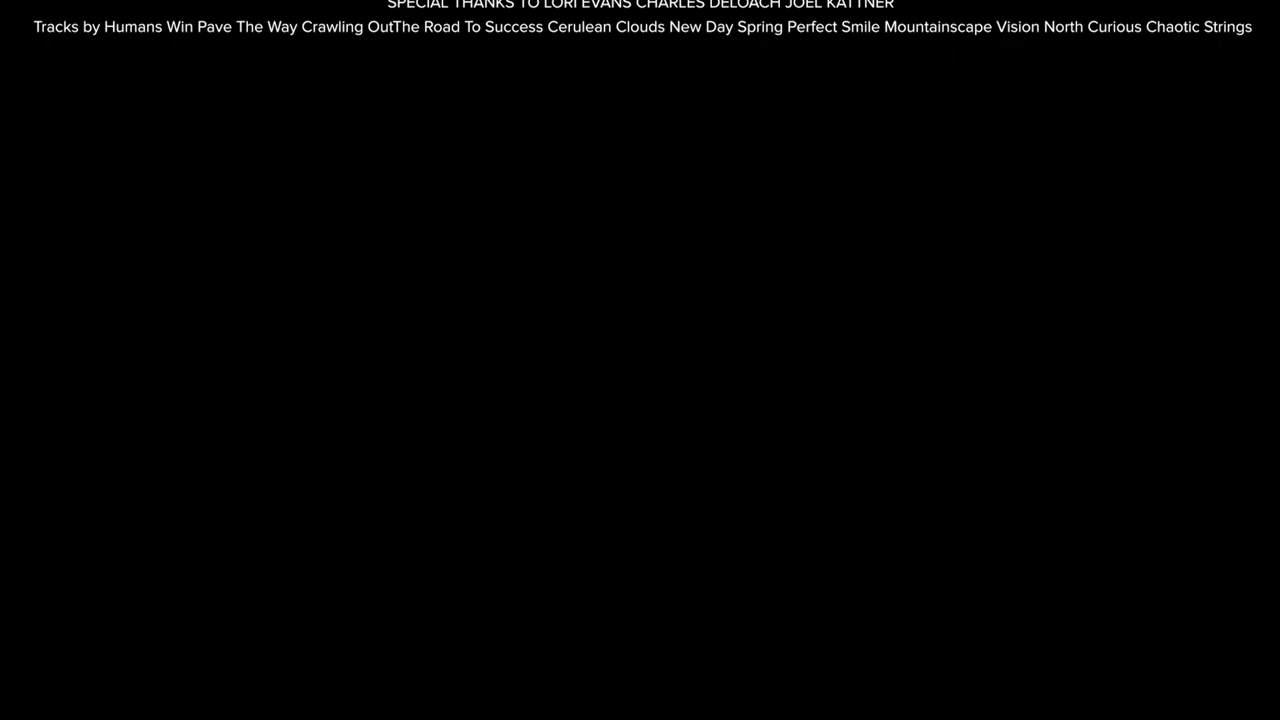 SPECIAL THANKS TO LORI EVANS CHARLES DELOACH JOEL KATTNER
Tracks by Humans Win Pave The Way Crawling OutThe Road To Success Cerulean Clouds New Day Spring Perfect Smile Mountainscape Vision North Curious Chaotic Strings